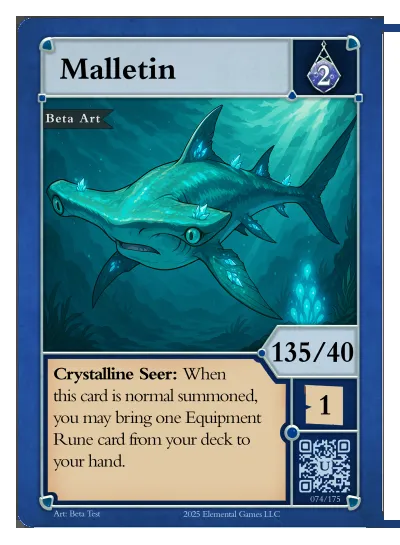 Malletin
2
Beta Art
135/40
Crystalline Seer: When
this card is normal summoned,
you may bring one Equipment
Rune card from your deck to
your hand.
1
U
074/175
Art: Beta Test
2025 Elemental Games LLC